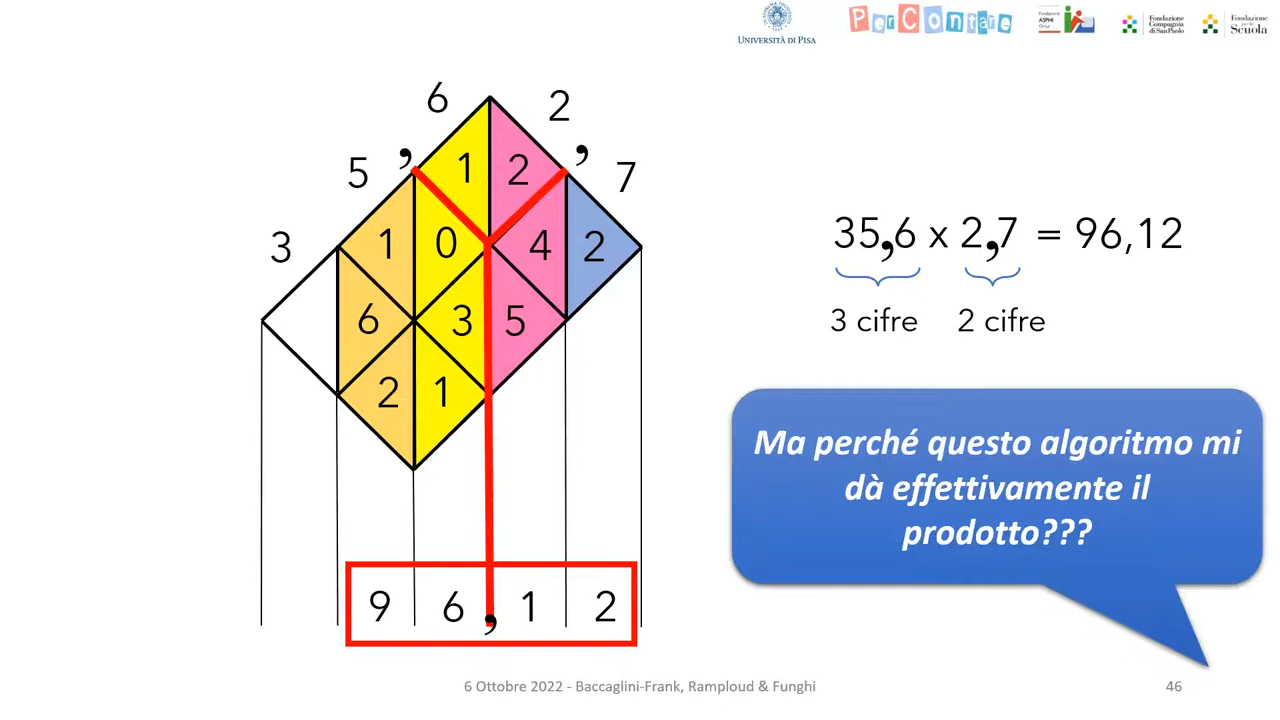 UNIVERSITÀ DI PISA
PerContare
Fondazione
ASPHI
Onlus
Fondazione
Compagnia
di San Paolo
Fondazione
per la
Scuola
6 2
, ,
5 1 2 7
3 1 0 4 2
6 3 5
2 1
9 6 , 1 2
35,6 x 2,7 = 96,12
3 cifre 2 cifre
Ma perché questo algoritmo mi
dà effettivamente il
prodotto???
6 Ottobre 2022 - Baccaglini-Frank, Ramploud & Funghi
46